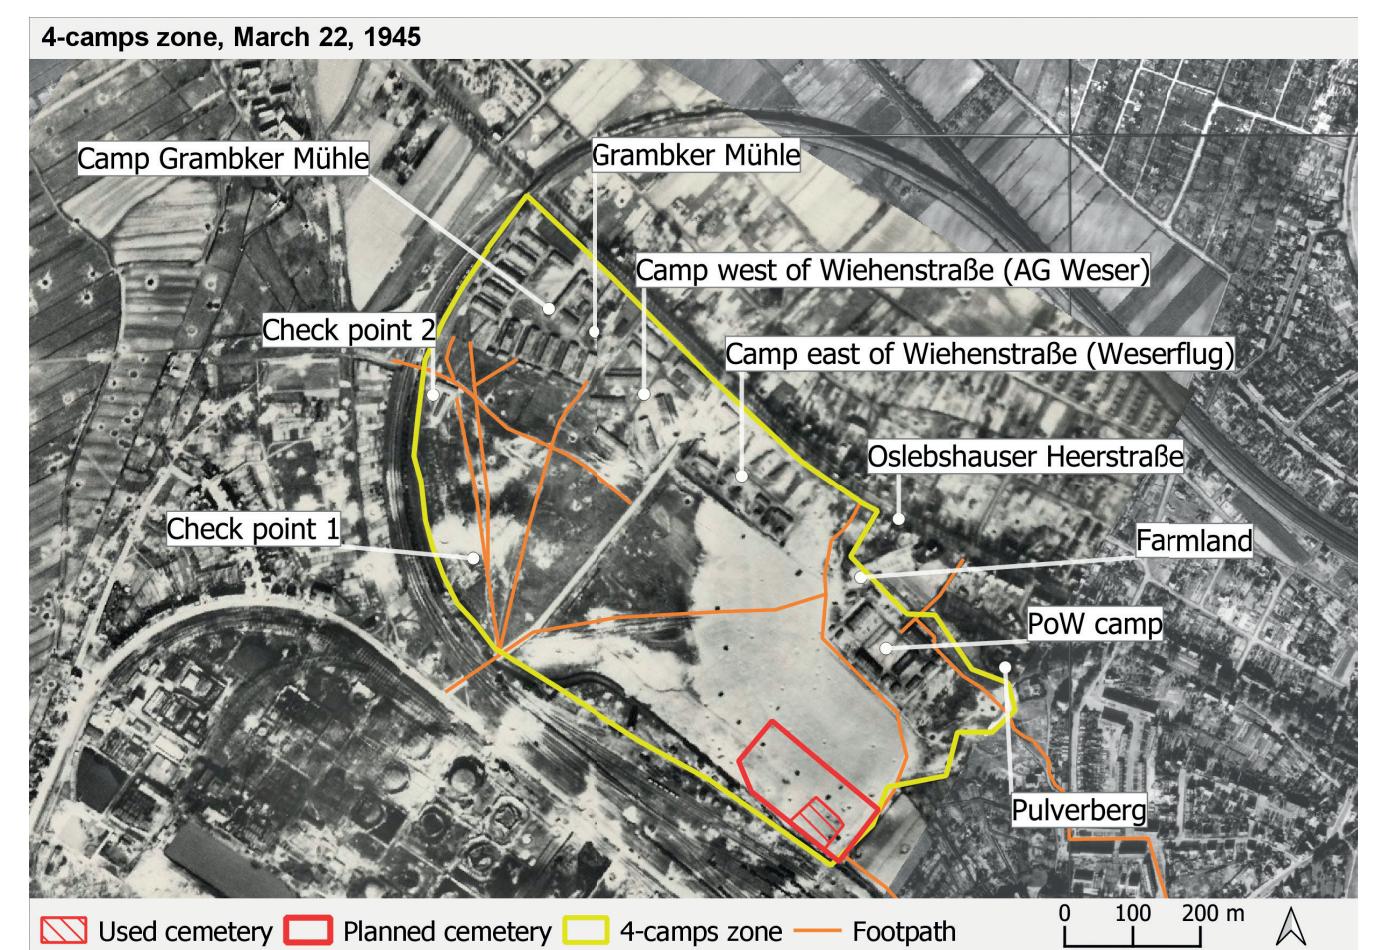 4-camps zone, March 22, 1945
Camp Grambker Mühle
Grambker Mühle
Camp west of Wiehenstraße (AG Weser)
Check point 2
Camp east of Wiehenstraße (Weserflug)
Oslebshauser Heerstraße
Check point 1
Farmland
PoW camp
Pulverberg
Used cemetery
Planned cemetery
4-camps zone
Footpath
0 100 200 m